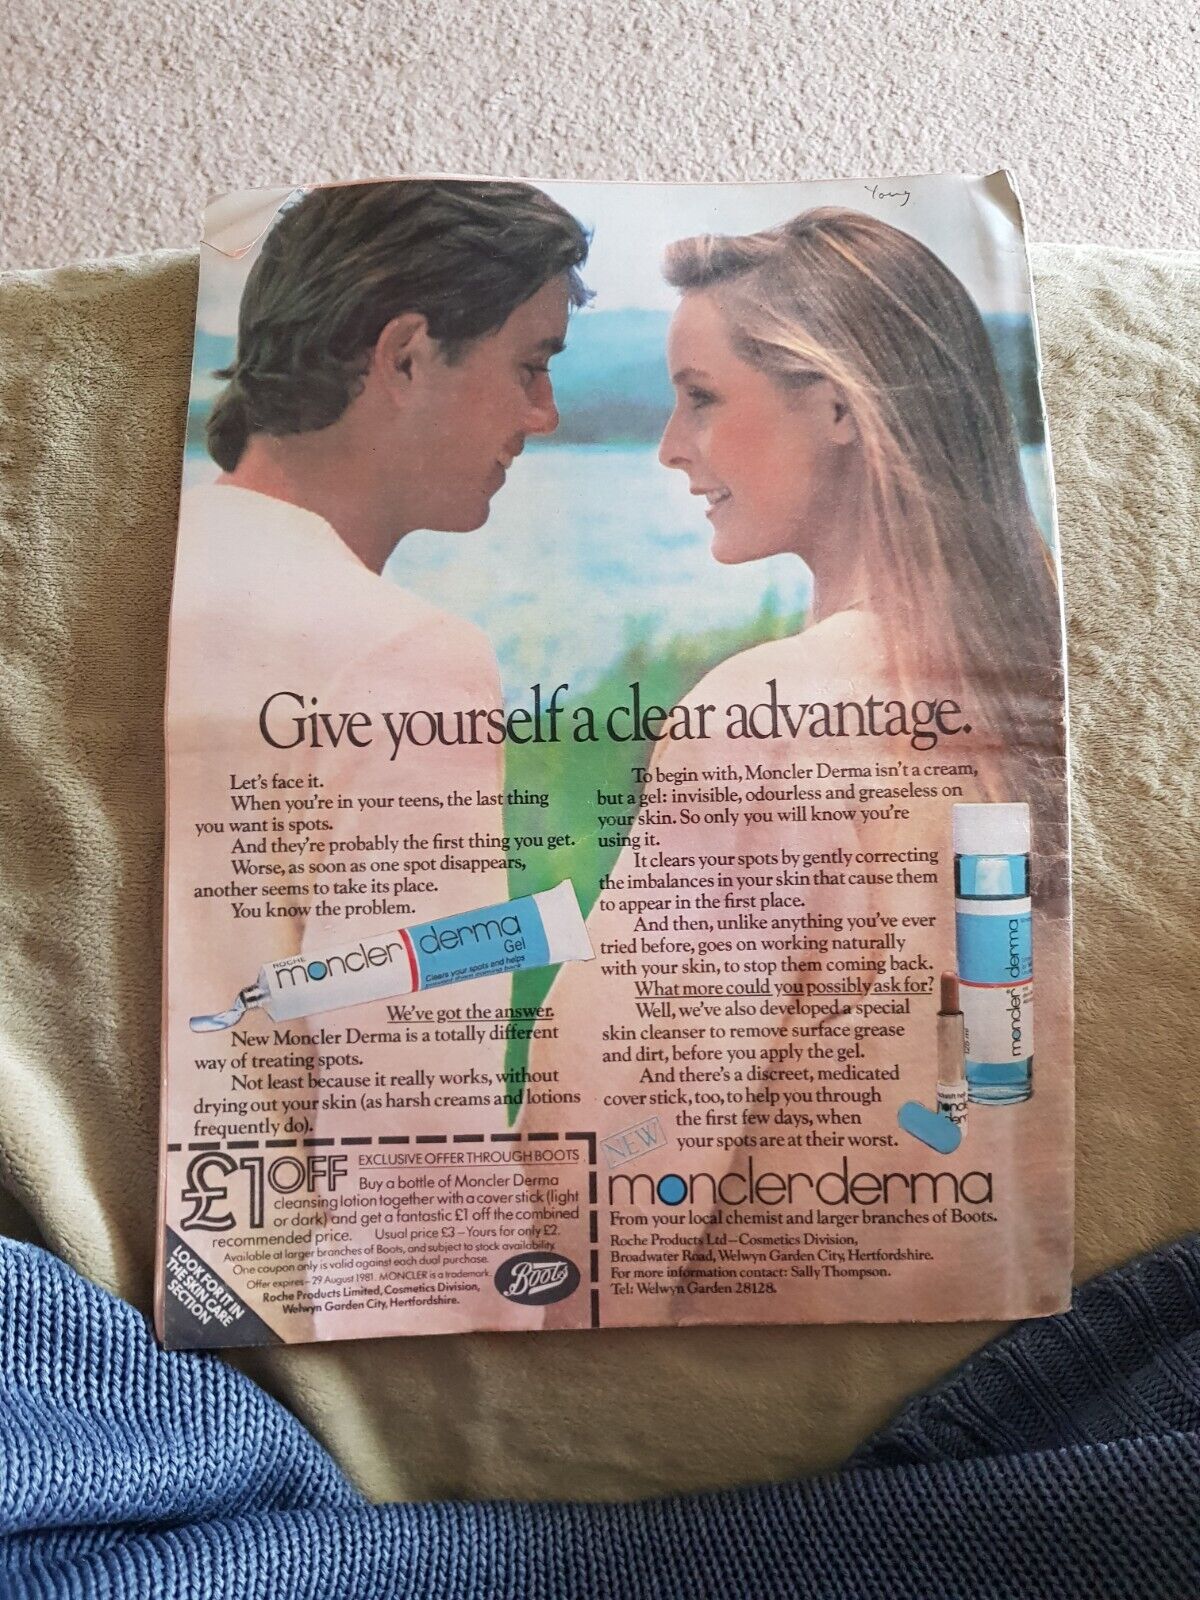 Young
Give yourself a clear advantage.
Let's face it.
When you're in your teens, the last thing
you want is spots.
And they're probably the first thing you get.
Worse, as soon as one spot disappears,
another seems to take its place.
You know the problem.
ROCHE
moncler derma
Gel
Clears your spots and helps
prevent them coming back
We've got the answer.
New Moncler Derma is a totally different
way of treating spots.
Not least because it really works, without
drying out your skin (as harsh creams and lotions
frequently do).
To begin with, Moncler Derma isn't a cream,
but a gel: invisible, odourless and greaseless on
your skin. So only you will know you're
using it.
It clears your spots by gently correcting
the imbalances in your skin that cause them
to appear in the first place.
And then, unlike anything you've ever
tried before, goes on working naturally
with your skin, to stop them coming back.
What more could you possibly ask for?
Well, we've also developed a special
skin cleanser to remove surface grease
and dirt, before you apply the gel.
And there's a discreet, medicated
cover stick, too, to help you through
the first few days, when
your spots are at their worst.
moncler derma
125 ml
NEW
moncler derma
From your local chemist and larger branches of Boots.
Roche Products Ltd–Cosmetics Division,
Broadwater Road, Welwyn Garden City, Hertfordshire.
For more information contact: Sally Thompson.
Tel: Welwyn Garden 28128.
£1 OFF
EXCLUSIVE OFFER THROUGH BOOTS
Buy a bottle of Moncler Derma
cleansing lotion together with a cover stick (light
or dark) and get a fantastic £1 off the combined
recommended price. Usual price £3 – Yours for only £2.
Available at larger branches of Boots, and subject to stock availability.
One coupon only is valid against each dual purchase.
Offer expires – 29 August 1981. MONCLER is a trademark.
Roche Products Limited, Cosmetics Division,
Welwyn Garden City, Hertfordshire.
Boots
LOOK FOR IT IN
THE SKIN CARE
SECTION